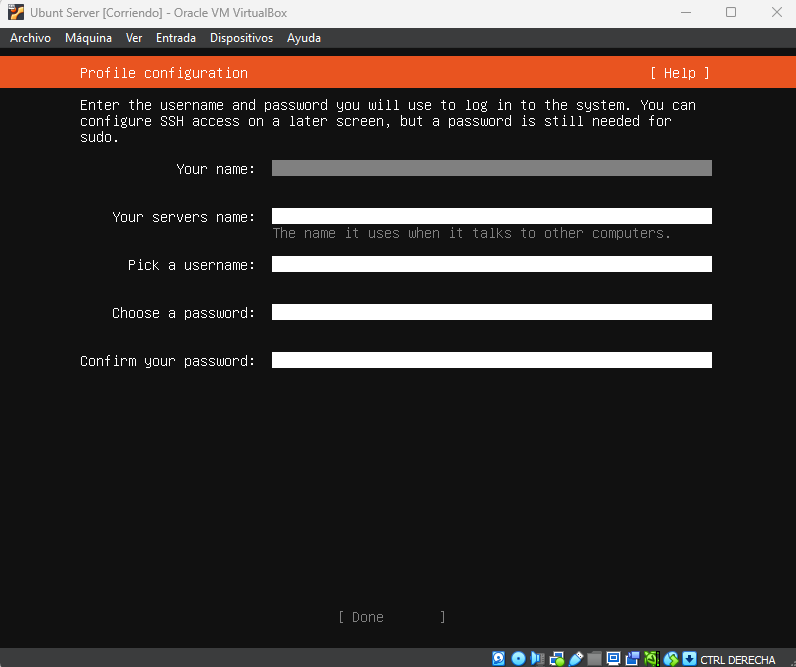 Ubunt Server [Corriendo] - Oracle VM VirtualBox
Archivo Máquina Ver Entrada Dispositivos Ayuda
Profile configuration [ Help ]
Enter the username and password you will use to log in to the system. You can
configure SSH access on a later screen, but a password is still needed for
sudo.
Your name:
Your servers name:
The name it uses when it talks to other computers.
Pick a username:
Choose a password:
Confirm your password:
[ Done ]
CTRL DERECHA